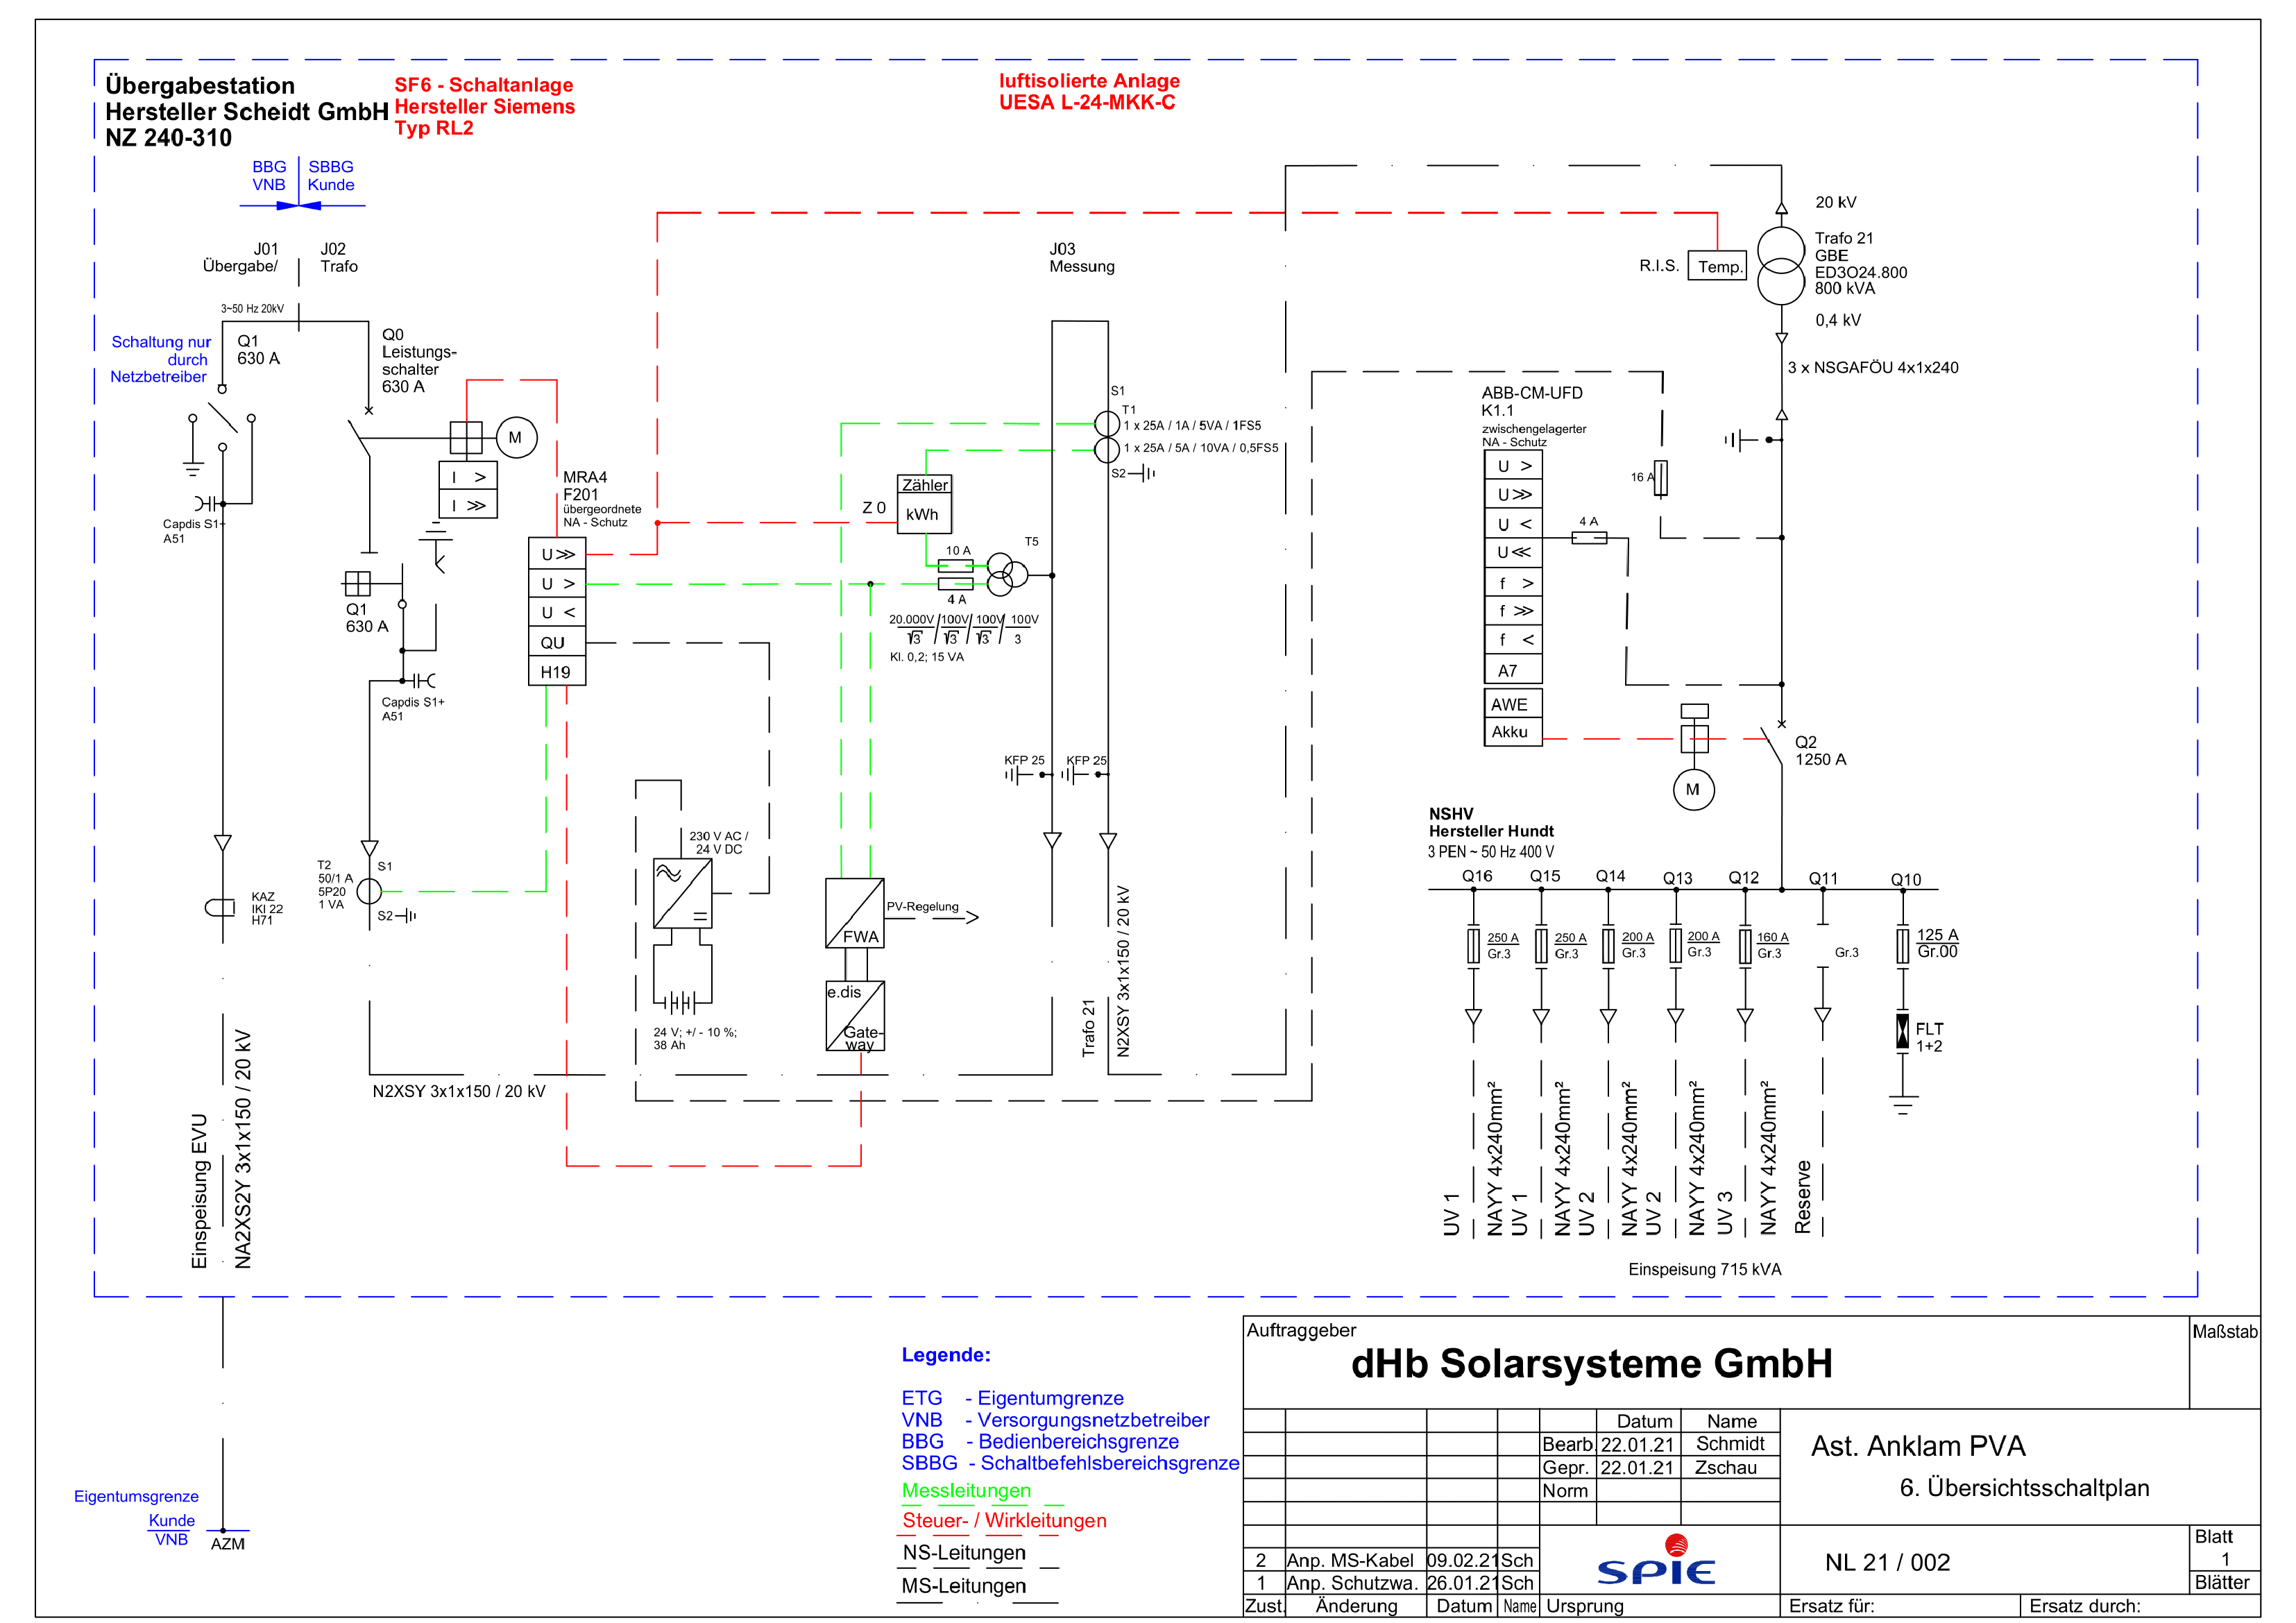 Übergabestation
Hersteller Scheidt GmbH
NZ 240-310
SF6 - Schaltanlage
Hersteller Siemens
Typ RL2
luftisolierte Anlage
UESA L-24-MKK-C
BBG
VNB
SBBG
Kunde
J01
Übergabe/
J02
Trafo
3~50 Hz 20kV
Schaltung nur
durch
Netzbetreiber
Q1
630 A
Q0
Leistungs-
schalter
630 A
M
I >
I >>
Capdis S1+
A51
Q1
630 A
Capdis S1+
A51
MRA4
F201
übergeordnete
NA - Schutz
U >>
U >
U <
QU
H19
T2
50/1 A
5P20
1 VA
S1
S2
KAZ
IKI 22
H71
Einspeisung EVU
NA2XS2Y 3x1x150 / 20 kV
N2XSY 3x1x150 / 20 kV
230 V AC /
24 V DC
24 V; +/ - 10 %;
38 Ah
Z 0
Zähler
kWh
10 A
4 A
T5
20.000V/√3 / 100V/√3 / 100V/√3 / 100V/3
Kl. 0,2; 15 VA
FWA
PV-Regelung
e.dis
Gate-
way
J03
Messung
S1
T1
1 x 25A / 1A / 5VA / 1FS5
1 x 25A / 5A / 10VA / 0,5FS5
S2
KFP 25
KFP 25
Trafo 21
N2XSY 3x1x150 / 20 kV
R.I.S.
Temp.
20 kV
Trafo 21
GBE
ED3O24.800
800 kVA
0,4 kV
3 x NSGAFÖU 4x1x240
ABB-CM-UFD
K1.1
zwischengelagerter
NA - Schutz
U >
U >>
U <
U <<
f >
f >>
f <
A7
AWE
Akku
16 A
4 A
M
Q2
1250 A
NSHV
Hersteller Hundt
3 PEN ~ 50 Hz 400 V
Q16
Q15
Q14
Q13
Q12
Q11
Q10
250 A
Gr.3
250 A
Gr.3
200 A
Gr.3
200 A
Gr.3
160 A
Gr.3
Gr.3
125 A
Gr.00
FLT
1+2
UV 1
NAYY 4x240mm²
UV 1
NAYY 4x240mm²
UV 2
NAYY 4x240mm²
UV 2
NAYY 4x240mm²
UV 3
NAYY 4x240mm²
Reserve
Einspeisung 715 kVA
Eigentumsgrenze
Kunde
VNB
AZM
Legende:
ETG - Eigentumgrenze
VNB - Versorgungsnetzbetreiber
BBG - Bedienbereichsgrenze
SBBG - Schaltbefehlsbereichsgrenze
Messleitungen
Steuer- / Wirkleitungen
NS-Leitungen
MS-Leitungen
Auftraggeber
dHb Solarsysteme GmbH
Maßstab
Datum Name
Bearb. 22.01.21 Schmidt
Gepr. 22.01.21 Zschau
Norm
Ast. Anklam PVA
6. Übersichtsschaltplan
2 Anp. MS-Kabel 09.02.21 Sch
1 Anp. Schutzwa. 26.01.21 Sch
Zust. Änderung Datum Name Ursprung
SPIE
NL 21 / 002
Blatt
1
Blätter
Ersatz für:
Ersatz durch: